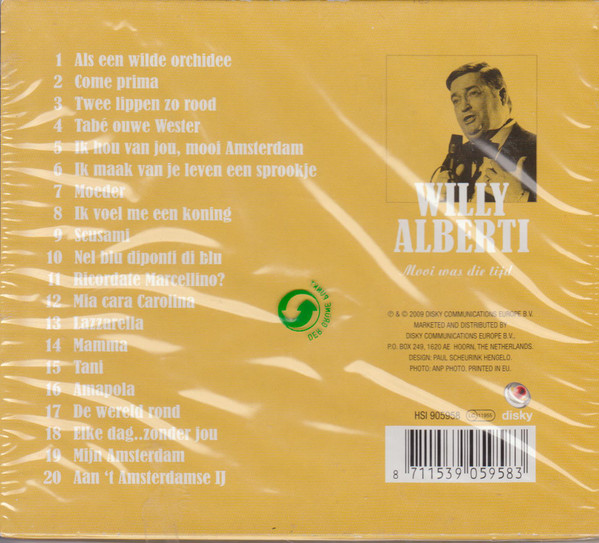 1 Als een wilde orchidee
2 Come prima
3 Twee lippen zo rood
4 Tabé ouwe Wester
5 Ik hou van jou, mooi Amsterdam
6 Ik maak van je leven een sprookje
7 Moeder
8 Ik voel me een koning
9 Scusami
10 Nel blu diponti di blu
11 Ricordate Marcellino?
12 Mia cara Carolina
13 Lazzarella
14 Mamma
15 Tani
16 Amapola
17 De wereld rond
18 Elke dag..zonder jou
19 Mijn Amsterdam
20 Aan 't Amsterdamse IJ
WILLY
ALBERTI
Mooi was die tijd
DER GRÜNE PUNKT
℗ & © 2009 DISKY COMMUNICATIONS EUROPE B.V.
MARKETED AND DISTRIBUTED BY
DISKY COMMUNICATIONS EUROPE B.V.,
P.O. BOX 249, 1620 AE HOORN, THE NETHERLANDS.
DESIGN: PAUL SCHEURINK HENGELO.
PHOTO: ANP PHOTO. PRINTED IN EU.
HSI 905958
disky
8 711539 059583